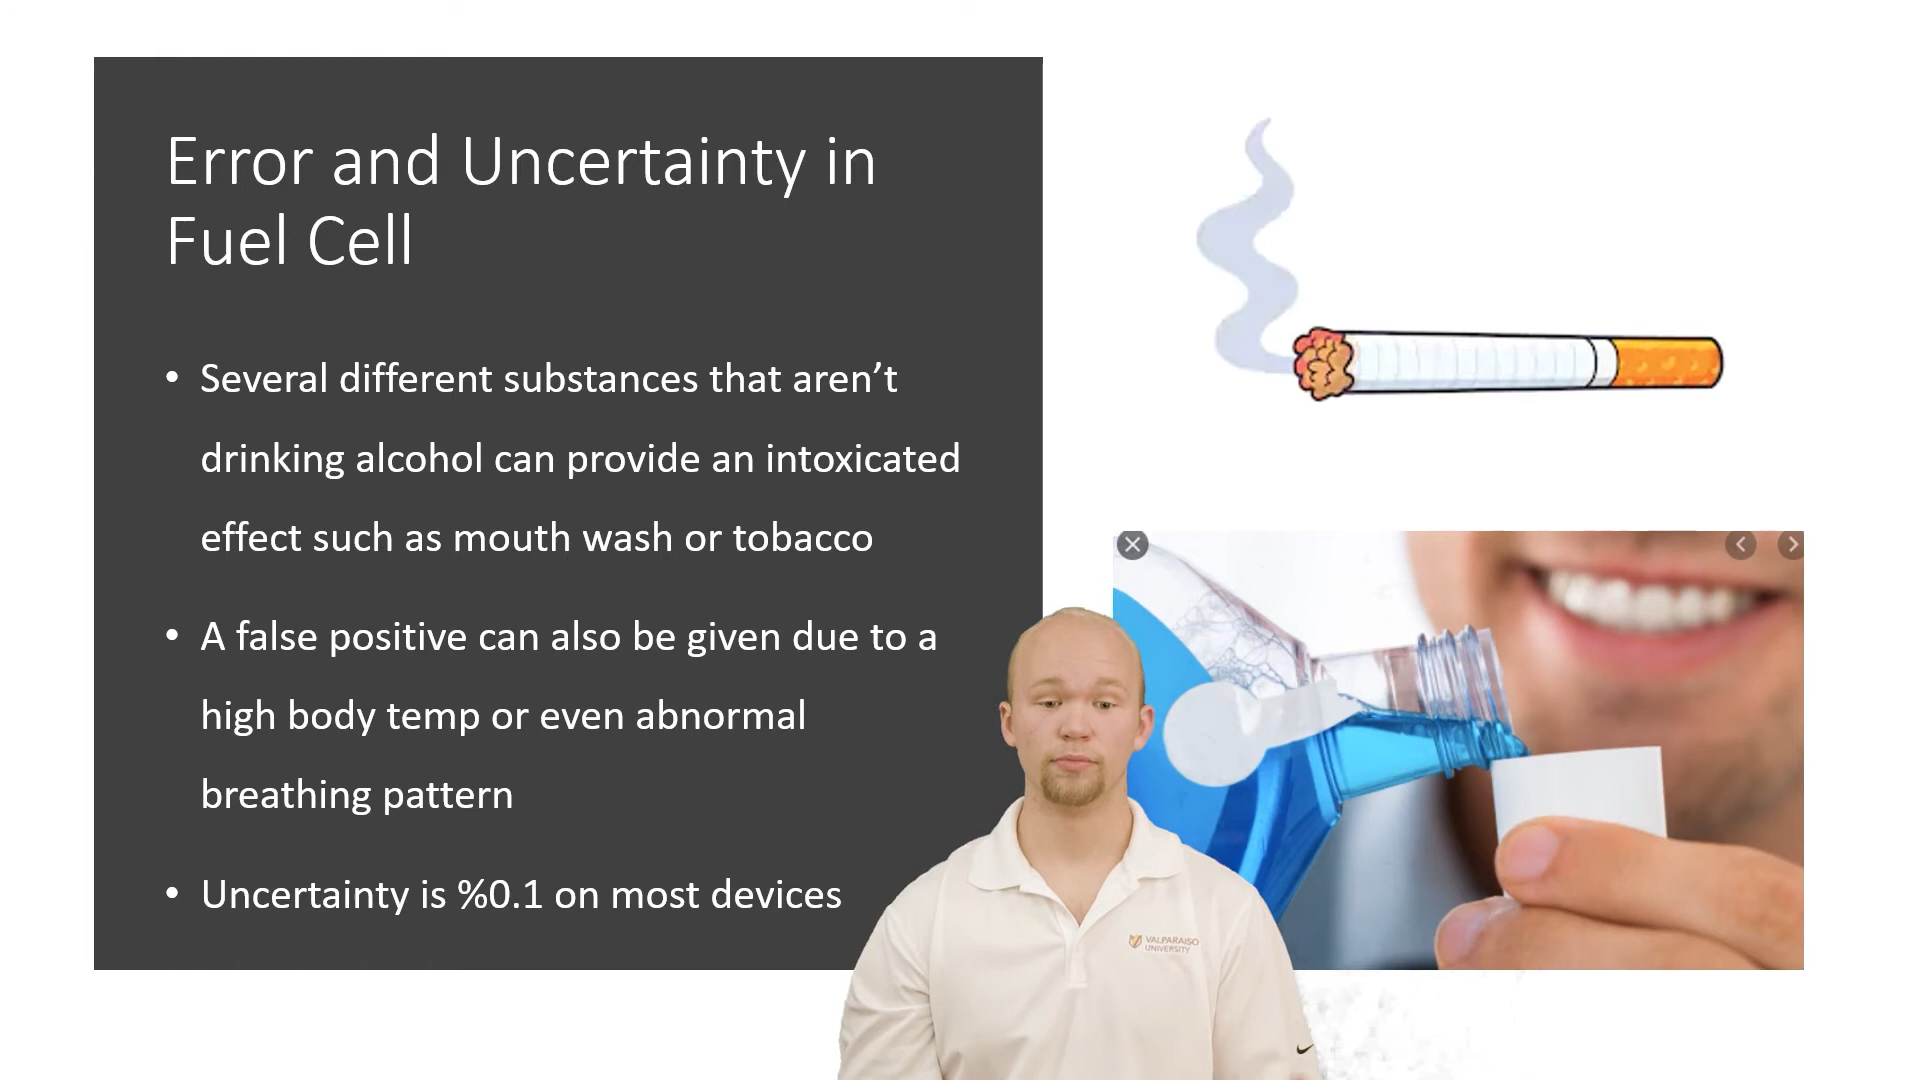 Error and Uncertainty in
Fuel Cell
• Several different substances that aren’t
drinking alcohol can provide an intoxicated
effect such as mouth wash or tobacco
• A false positive can also be given due to a
high body temp or even abnormal
breathing pattern
• Uncertainty is %0.1 on most devices
VALPARAISO
UNIVERSITY